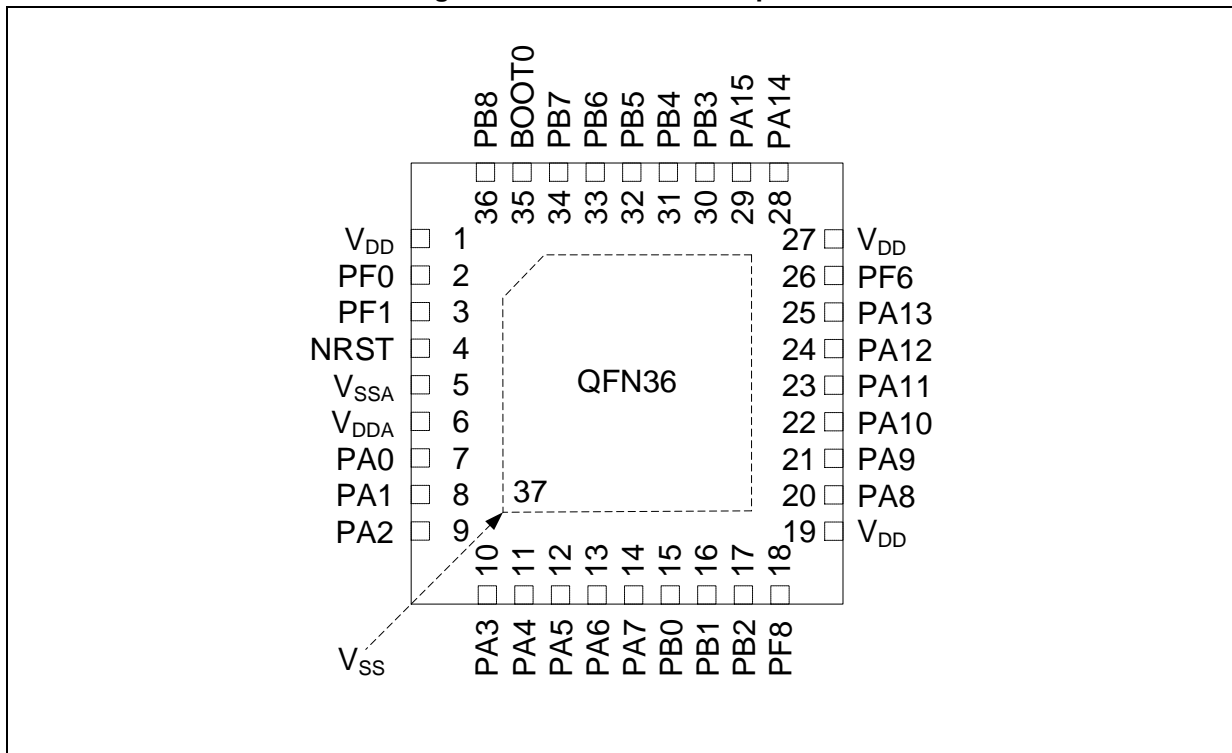 PB8
BOOT0
PB7
PB6
PB5
PB4
PB3
PA15
PA14
36
35
34
33
32
31
30
29
28
VDD 1
PF0 2
PF1 3
NRST 4
VSSA 5
VDDA 6
PA0 7
PA1 8
PA2 9
QFN36
37
27 VDD
26 PF6
25 PA13
24 PA12
23 PA11
22 PA10
21 PA9
20 PA8
19 VDD
10
11
12
13
14
15
16
17
18
PA3
PA4
PA5
PA6
PA7
PB0
PB1
PB2
PF8
VSS